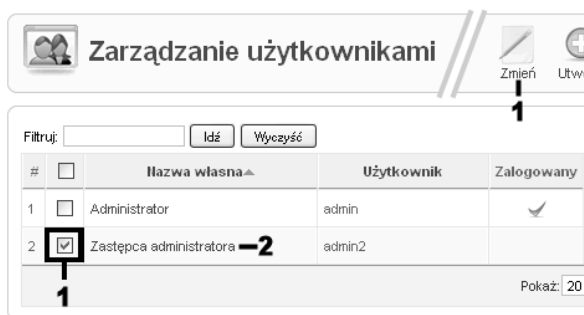 Zarządzanie użytkownikami
Zmień
1
Filtruj: Idź Wyczyść
# Nazwa własna Użytkownik Zalogowany
1 Administrator admin
2 Zastępca administratora 2 admin2
1
Pokaż: 20